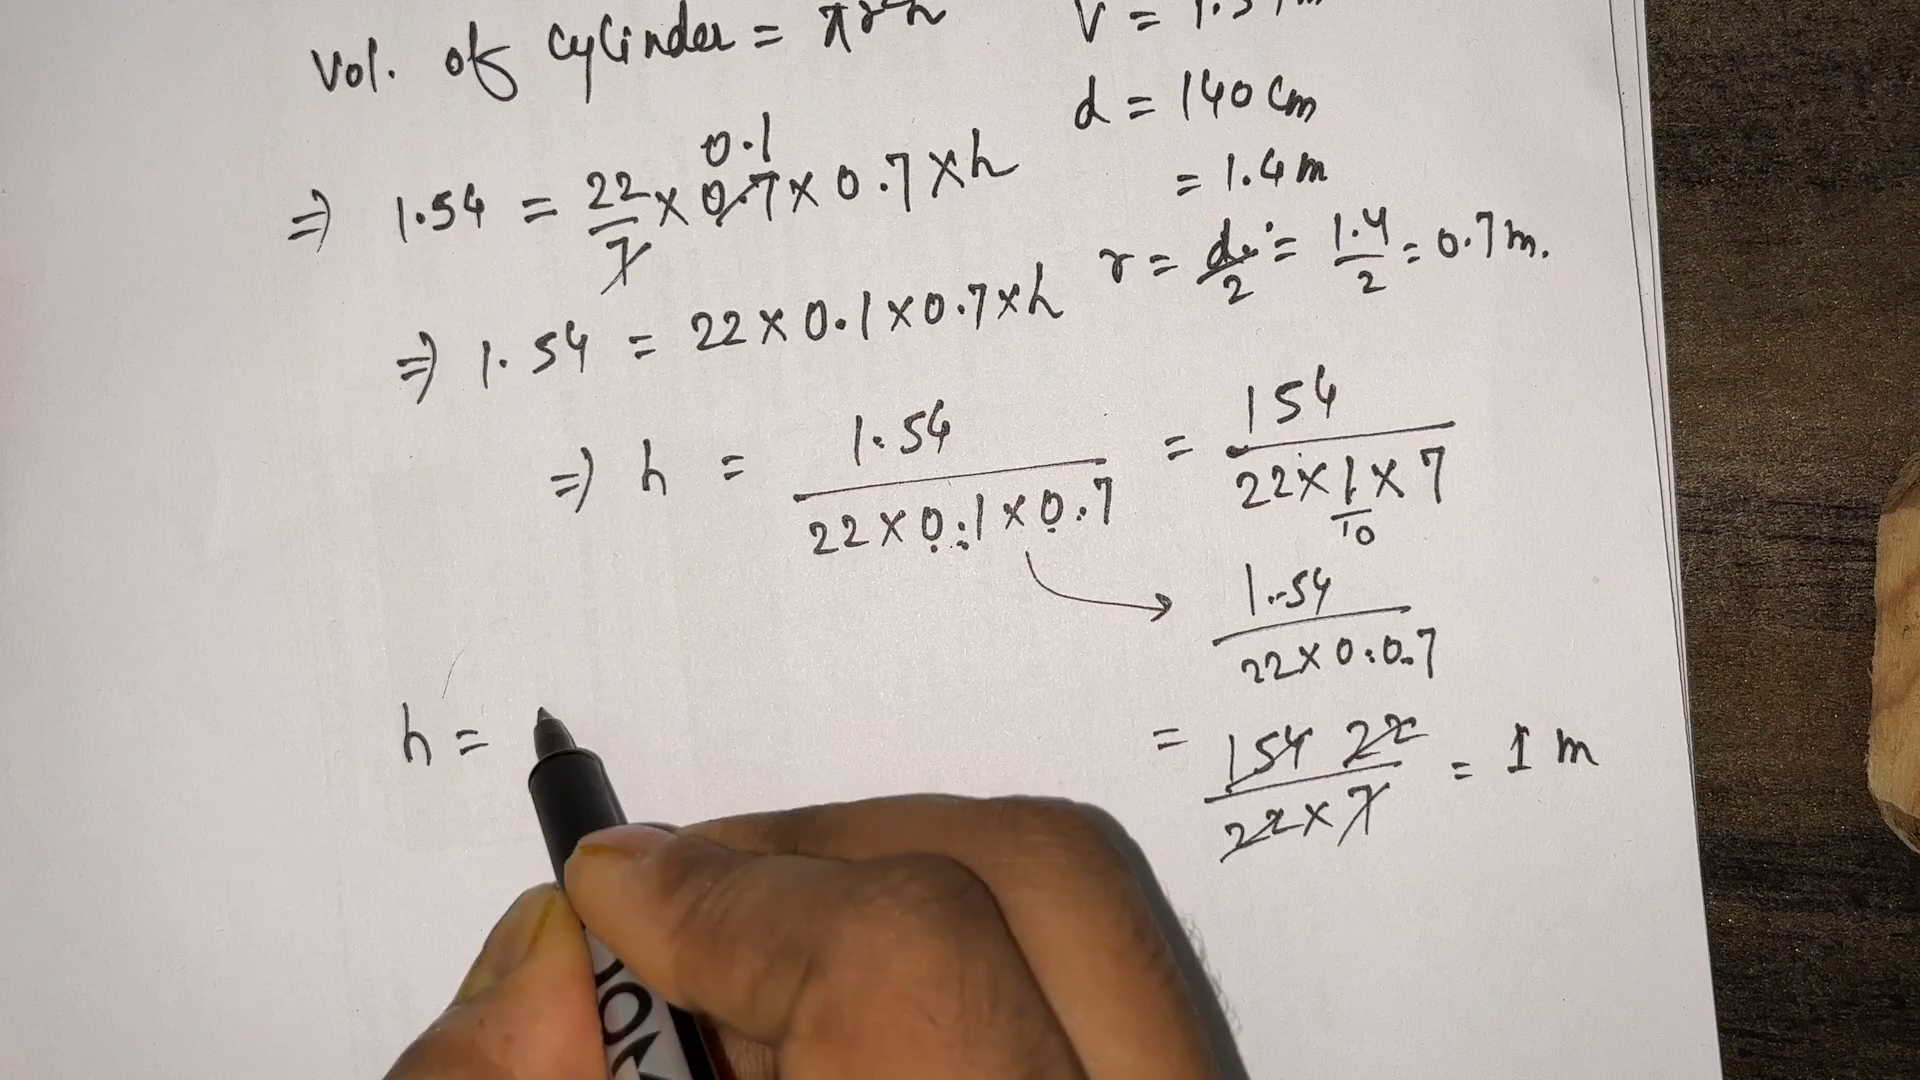 Vol. of cylinder = πr²h
⇒ 1.54 = 22/7 × 0.7 × 0.7 × h
0.1
⇒ 1.54 = 22 × 0.1 × 0.7 × h
⇒ h = 1.54 / 22 × 0.1 × 0.7
h =
V = 1.5
d = 140 cm
= 1.4 m
r = d/2 = 1.4/2 = 0.7 m.
= 154 / 22 × 1/10 × 7
1.54 / 22 × 0.0.7
= 154 22 / 22 × 7 = 1 m